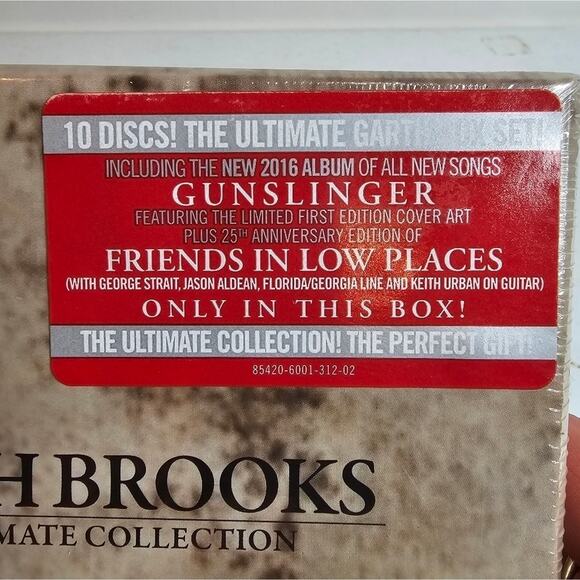 10 DISCS! THE ULTIMATE GARTH BOX SET!
INCLUDING THE NEW 2016 ALBUM OF ALL NEW SONGS
GUNSLINGER
FEATURING THE LIMITED FIRST EDITION COVER ART
PLUS 25TH ANNIVERSARY EDITION OF
FRIENDS IN LOW PLACES
(WITH GEORGE STRAIT, JASON ALDEAN, FLORIDA/GEORGIA LINE AND KEITH URBAN ON GUITAR)
ONLY IN THIS BOX!
THE ULTIMATE COLLECTION! THE PERFECT GIFT!
85420-6001-312-02
H BROOKS
MATE COLLECTION